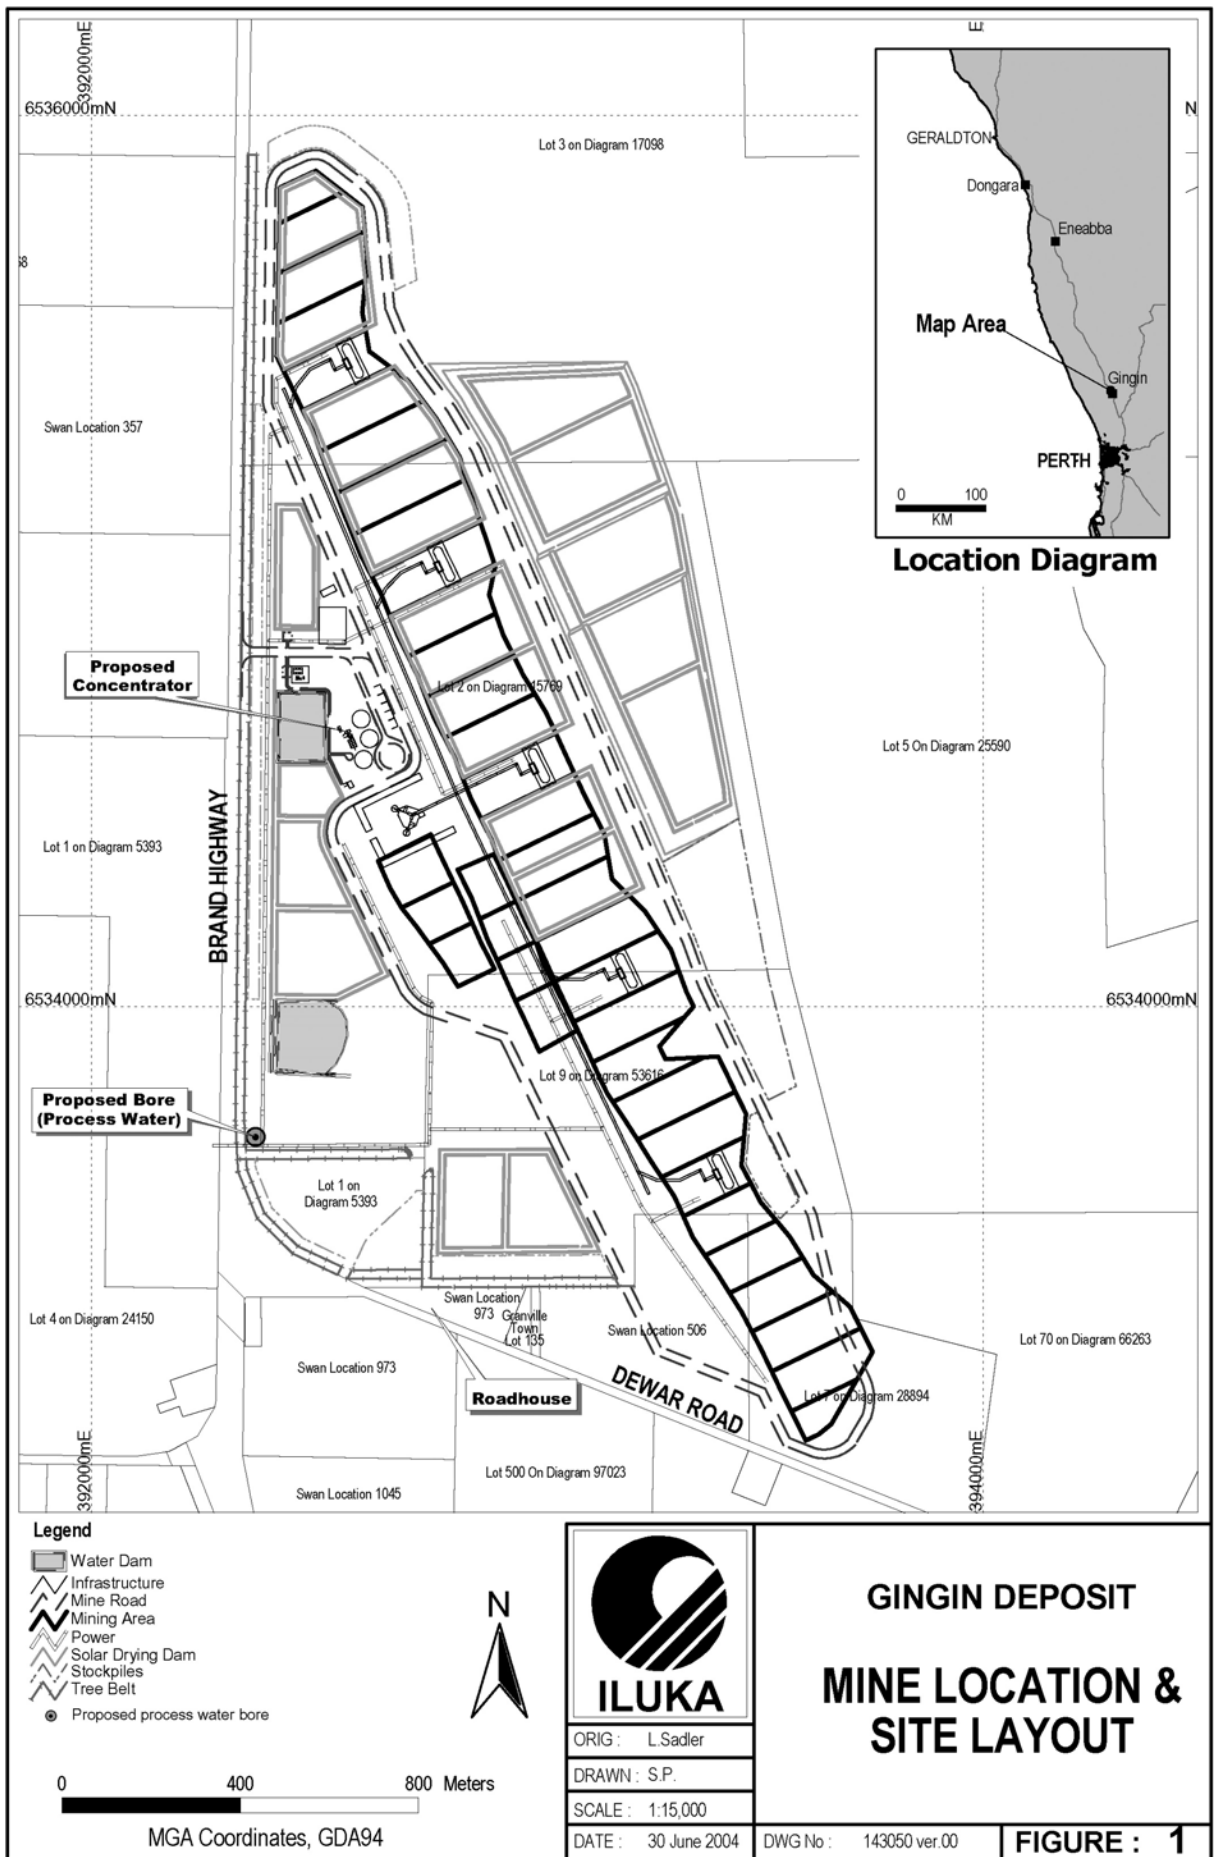 392000mE
E
6536000mN
N
Lot 3 on Diagram 17098
GERALDTON
Dongara
Eneabba
Map Area
Gingin
PERTH
0 100
KM
Location Diagram
Swan Location 357
Proposed
Concentrator
Lot 2 on Diagram 15769
Lot 5 On Diagram 25590
Lot 1 on Diagram 5393
BRAND HIGHWAY
6534000mN
6534000mN
Lot 9 on Diagram 53616
Proposed Bore
(Process Water)
Lot 1 on
Diagram 5393
Lot 4 on Diagram 24150
Swan Location
973
Granville
Town
Lot 135
Swan Location 506
Lot 70 on Diagram 66263
Swan Location 973
Roadhouse
DEWAR ROAD
Lot 7 on Diagram 28894
392000mE
394000mE
Lot 500 On Diagram 97023
Swan Location 1045
Legend
Water Dam
Infrastructure
Mine Road
Mining Area
Power
Solar Drying Dam
Stockpiles
Tree Belt
Proposed process water bore
N
0 400 800 Meters
MGA Coordinates, GDA94
ILUKA
ORIG : L.Sadler
DRAWN : S.P.
SCALE : 1:15,000
DATE : 30 June 2004
GINGIN DEPOSIT
MINE LOCATION &
SITE LAYOUT
DWG No : 143050 ver.00
FIGURE : 1